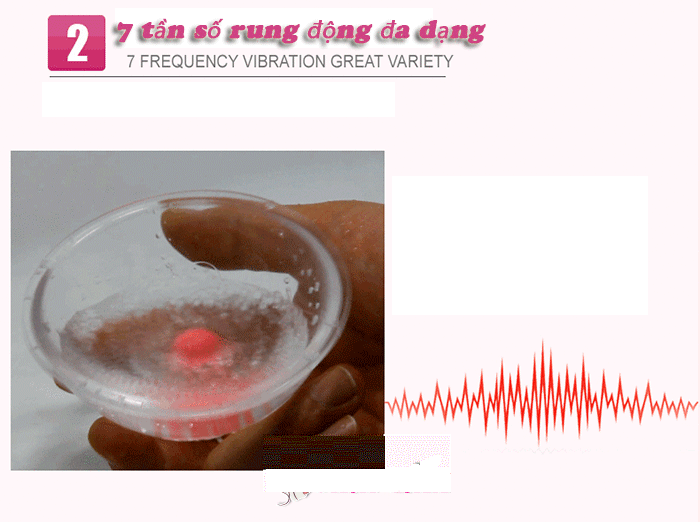 2
7 tần số rung động đa dạng
7 FREQUENCY VIBRATION GREAT VARIETY